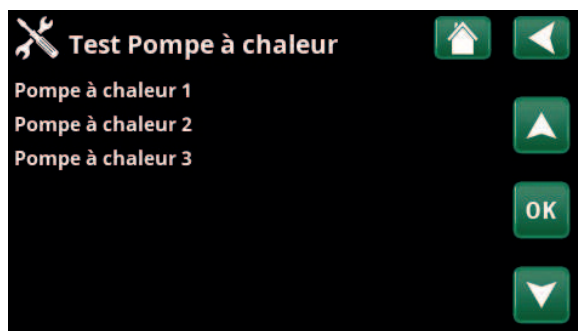 Test Pompe à chaleur
Pompe à chaleur 1
Pompe à chaleur 2
Pompe à chaleur 3
OK